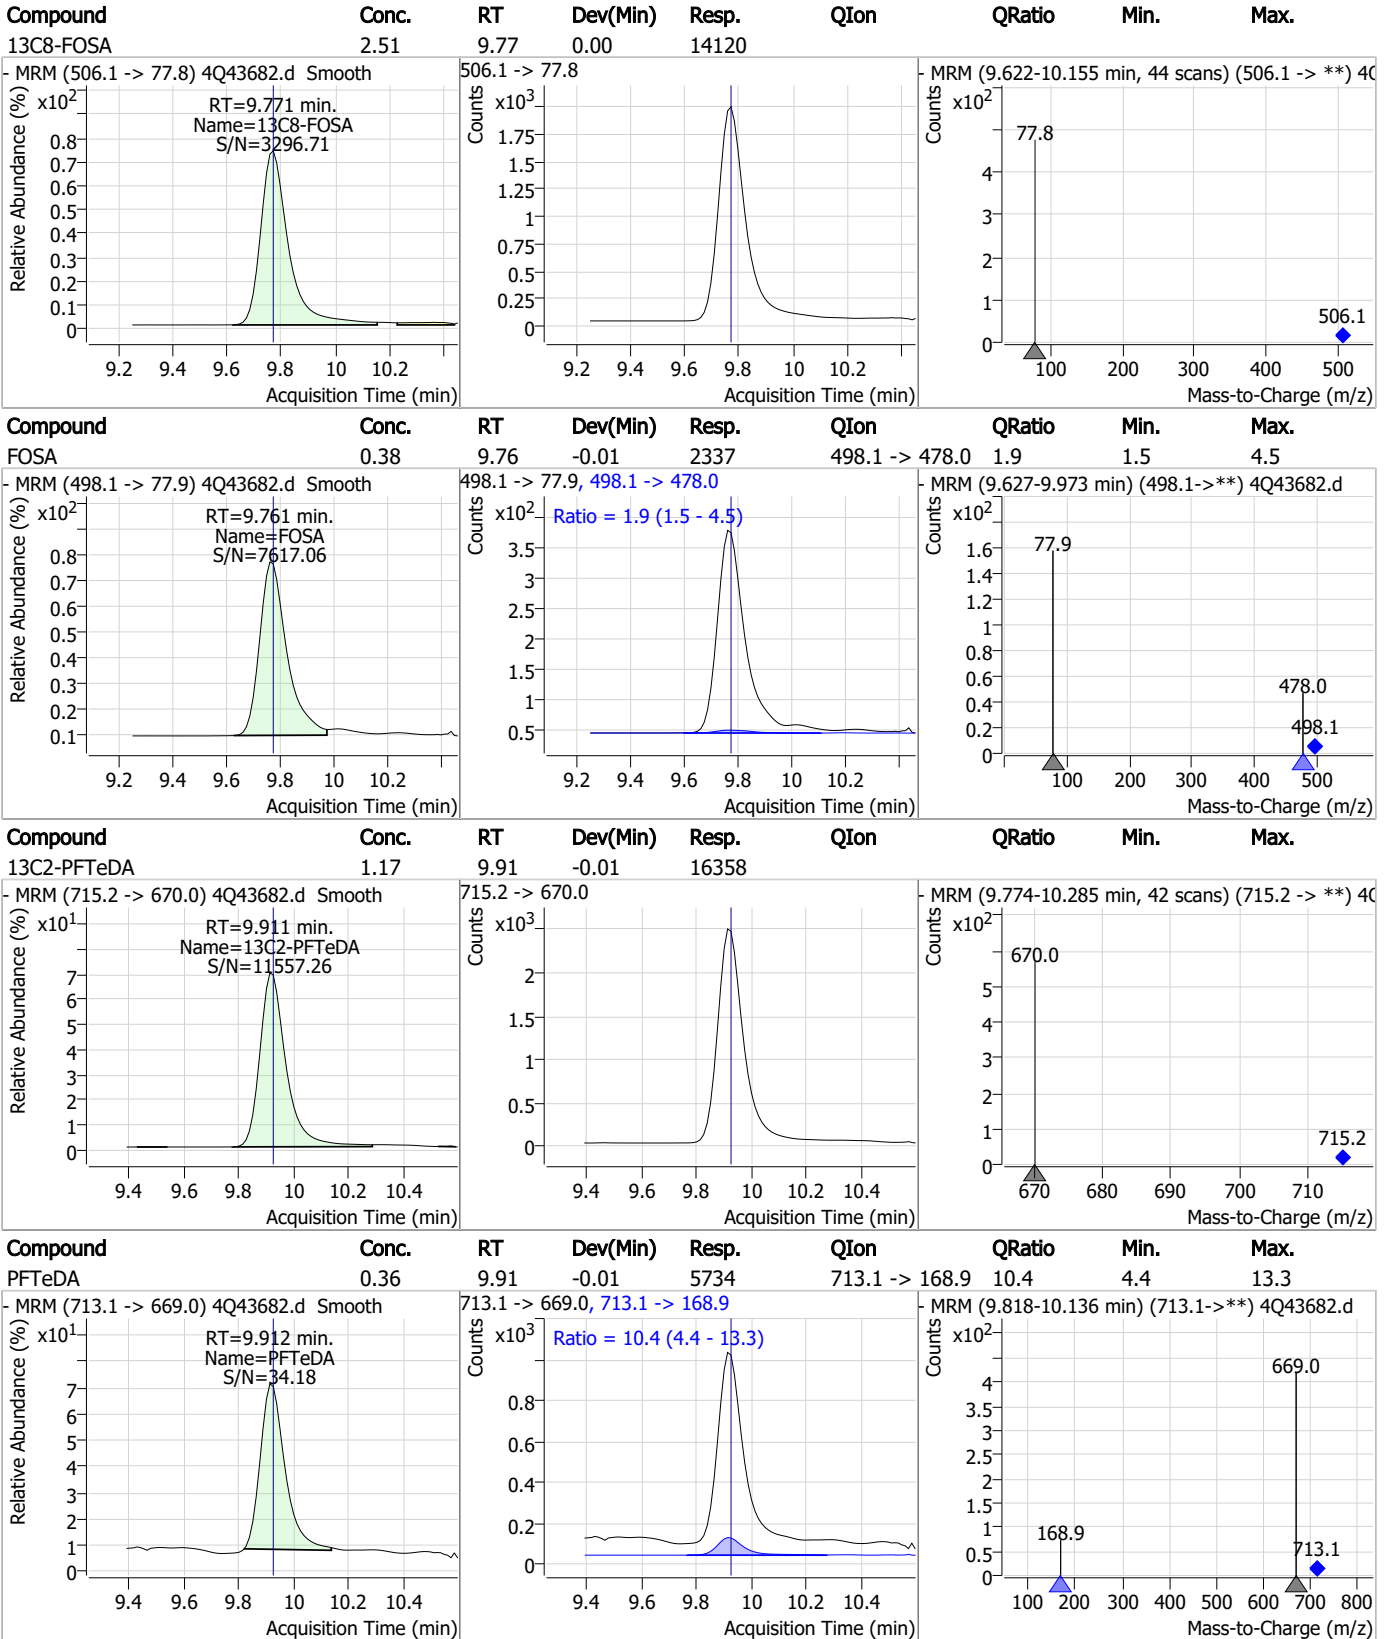 Compound Conc. RT Dev(Min) Resp. QIon QRatio Min. Max.
13C8-FOSA 2.51 9.77 0.00 14120
- MRM (506.1 -> 77.8) 4Q43682.d Smooth 506.1 -> 77.8 - MRM (9.622-10.155 min, 44 scans) (506.1 -> **) 4Q
Relative Abundance (%) x10² 0.8 0.7 0.6 0.5 0.4 0.3 0.2 0.1 0
RT=9.771 min.
Name=13C8-FOSA
S/N=3296.71
9.2 9.4 9.6 9.8 10 10.2
Acquisition Time (min)
Counts x10³ 1.75 1.5 1.25 1 0.75 0.5 0.25 0
9.2 9.4 9.6 9.8 10 10.2
Acquisition Time (min)
Counts x10² 4 3 2 1 0
77.8
506.1
100 200 300 400 500
Mass-to-Charge (m/z)
Compound Conc. RT Dev(Min) Resp. QIon QRatio Min. Max.
FOSA 0.38 9.76 -0.01 2337 498.1 -> 478.0 1.9 1.5 4.5
- MRM (498.1 -> 77.9) 4Q43682.d Smooth 498.1 -> 77.9, 498.1 -> 478.0 - MRM (9.627-9.973 min) (498.1->**) 4Q43682.d
Relative Abundance (%) x10² 0.8 0.7 0.6 0.5 0.4 0.3 0.2 0.1
RT=9.761 min.
Name=FOSA
S/N=7617.06
9.2 9.4 9.6 9.8 10 10.2
Acquisition Time (min)
Counts x10² 3.5 3 2.5 2 1.5 1 0.5
Ratio = 1.9 (1.5 - 4.5)
9.2 9.4 9.6 9.8 10 10.2
Acquisition Time (min)
Counts x10² 1.6 1.4 1.2 1 0.8 0.6 0.4 0.2 0
77.9
478.0
498.1
100 200 300 400 500
Mass-to-Charge (m/z)
Compound Conc. RT Dev(Min) Resp. QIon QRatio Min. Max.
13C2-PFTeDA 1.17 9.91 -0.01 16358
- MRM (715.2 -> 670.0) 4Q43682.d Smooth 715.2 -> 670.0 - MRM (9.774-10.285 min, 42 scans) (715.2 -> **) 4Q
Relative Abundance (%) x10¹ 7 6 5 4 3 2 1 0
RT=9.911 min.
Name=13C2-PFTeDA
S/N=11557.26
9.4 9.6 9.8 10 10.2 10.4
Acquisition Time (min)
Counts x10³ 2 1.5 1 0.5 0
9.4 9.6 9.8 10 10.2 10.4
Acquisition Time (min)
Counts x10² 5 4 3 2 1 0
670.0
715.2
670 680 690 700 710
Mass-to-Charge (m/z)
Compound Conc. RT Dev(Min) Resp. QIon QRatio Min. Max.
PFTeDA 0.36 9.91 -0.01 5734 713.1 -> 168.9 10.4 4.4 13.3
- MRM (713.1 -> 669.0) 4Q43682.d Smooth 713.1 -> 669.0, 713.1 -> 168.9 - MRM (9.818-10.136 min) (713.1->**) 4Q43682.d
Relative Abundance (%) x10¹ 7 6 5 4 3 2 1 0
RT=9.912 min.
Name=PFTeDA
S/N=34.18
9.4 9.6 9.8 10 10.2 10.4
Acquisition Time (min)
Counts x10³ 0.8 0.6 0.4 0.2 0
Ratio = 10.4 (4.4 - 13.3)
9.4 9.6 9.8 10 10.2 10.4
Acquisition Time (min)
Counts x10² 4 3.5 3 2.5 2 1.5 1 0.5 0
669.0
168.9
713.1
100 200 300 400 500 600 700 800
Mass-to-Charge (m/z)